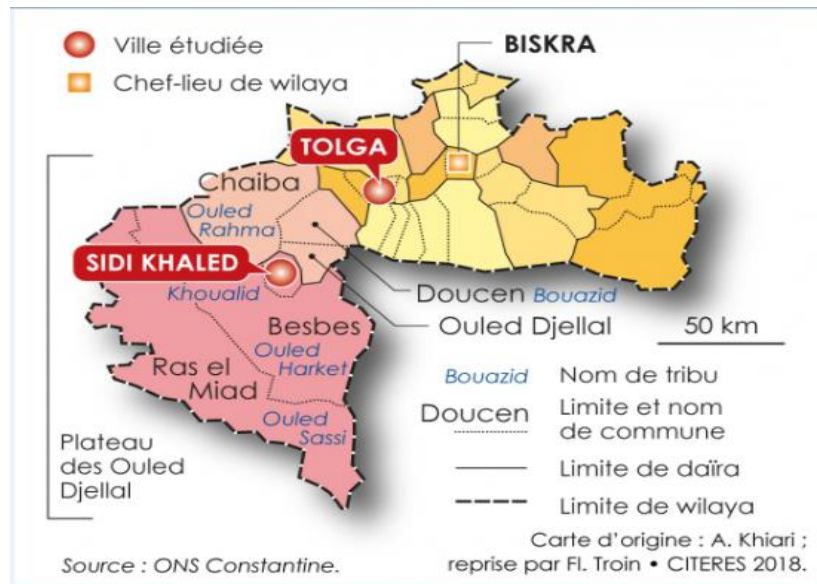 Ville étudiée
Chef-lieu de wilaya
BISKRA
TOLGA
Chaiba
Ouled
Rahma
SIDI KHALED
Khoualid
Doucen Bouazid
Besbes
Ouled Djellal
50 km
Ouled
Harket
Ras el
Miad
Ouled
Sassi
Plateau
des Ouled
Djellal
Bouazid Nom de tribu
Doucen Limite et nom
de commune
Limite de daïra
Limite de wilaya
Source : ONS Constantine.
Carte d'origine : A. Khiari ;
reprise par Fl. Troin • CITERES 2018.